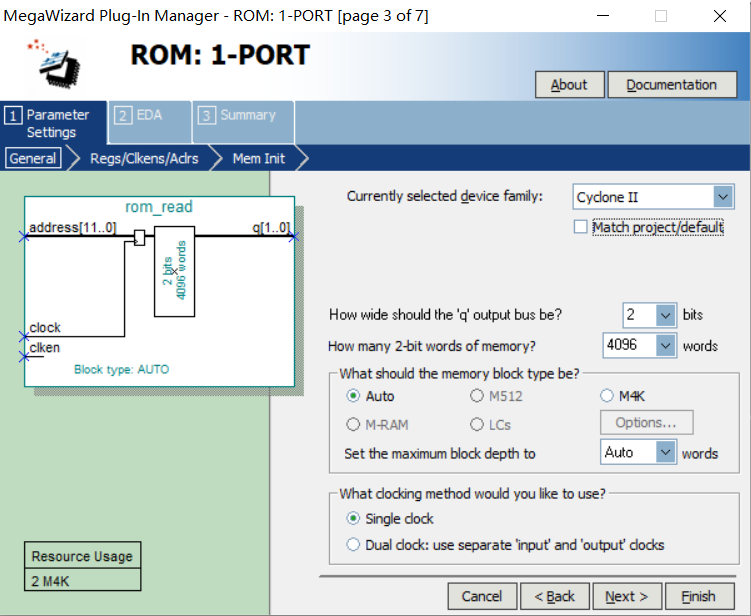 MegaWizard Plug-In Manager - ROM: 1-PORT [page 3 of 7]
ROM: 1-PORT
About
Documentation
1 Parameter Settings
2 EDA
3 Summary
General
Regs/Clkens/Aclrs
Mem Init
rom_read
address[11..0]
q[1..0]
2 bits
4096 words
clock
clken
Block type: AUTO
Resource Usage
2 M4K
Currently selected device family:
Cyclone II
Match project/default
How wide should the 'q' output bus be?
2
bits
How many 2-bit words of memory?
4096
words
What should the memory block type be?
Auto
M512
M4K
M-RAM
LCs
Options...
Set the maximum block depth to
Auto
words
What clocking method would you like to use?
Single clock
Dual clock: use separate 'input' and 'output' clocks
Cancel
< Back
Next >
Finish